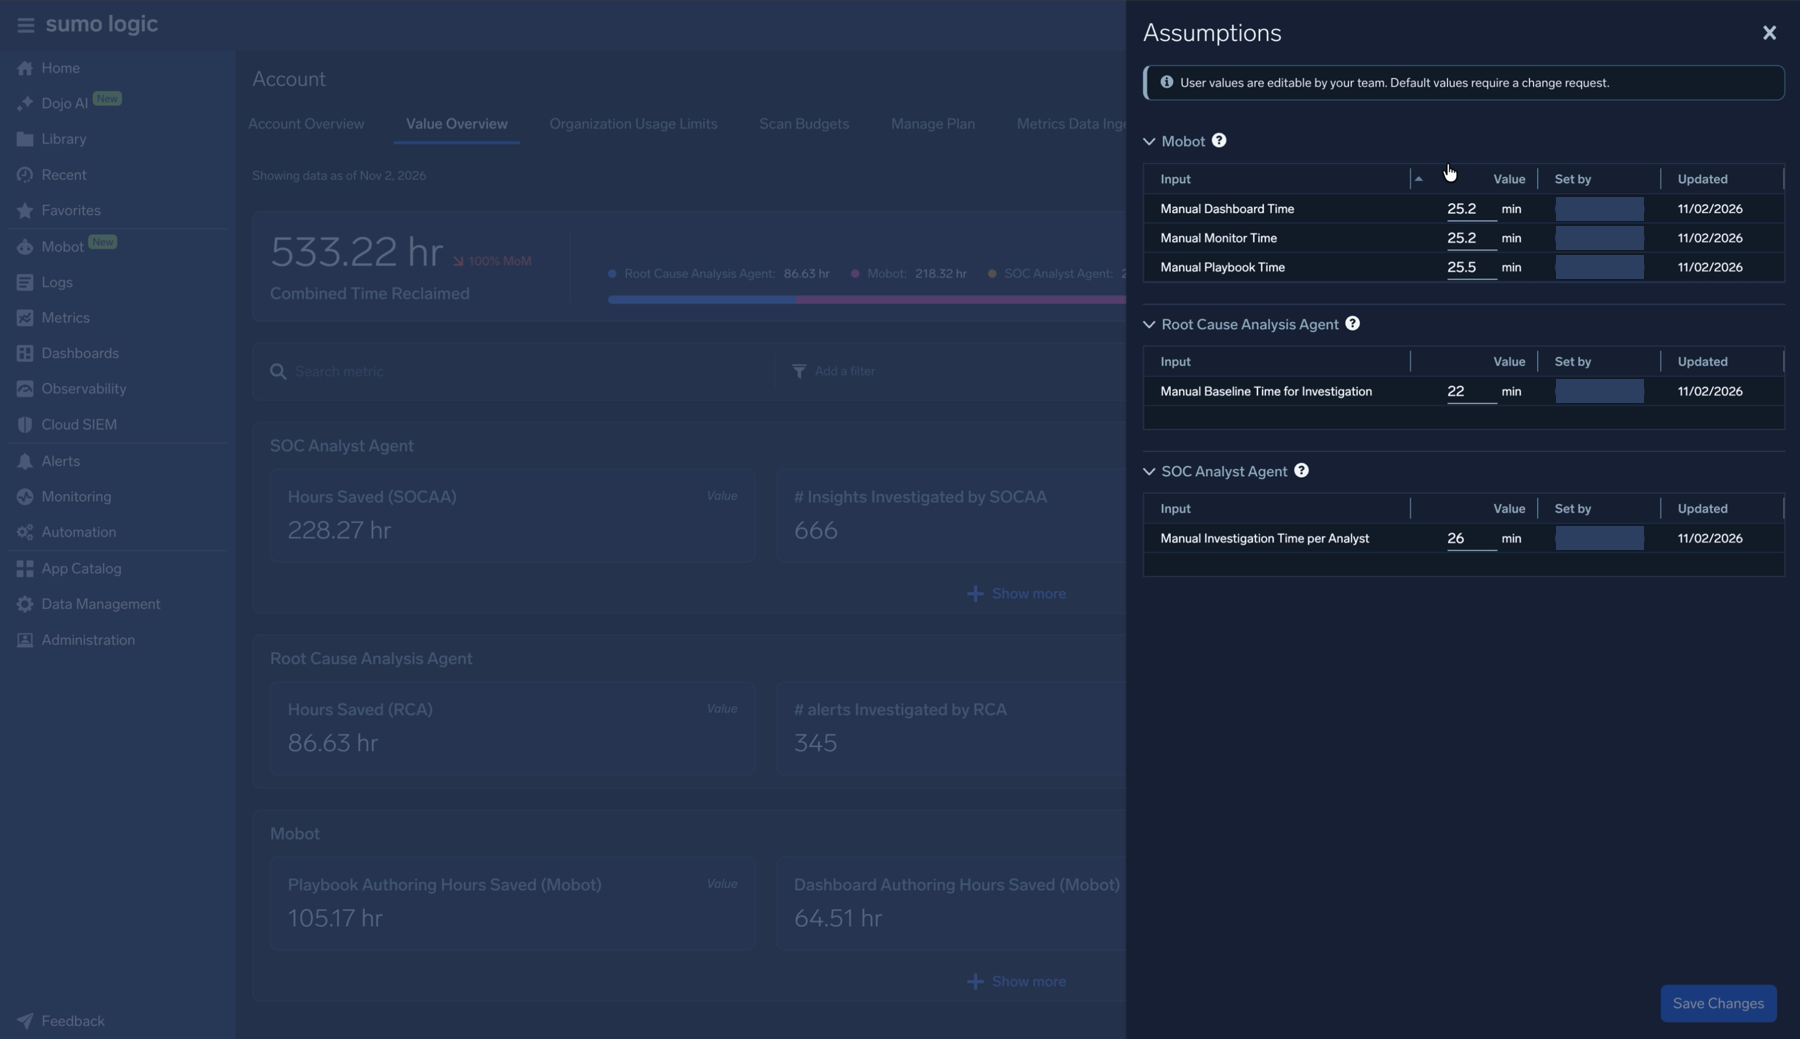 sumo logic
Home
Dojo AI New
Library
Recent
Favorites
Mobot New
Logs
Metrics
Dashboards
Observability
Cloud SIEM
Alerts
Monitoring
Automation
App Catalog
Data Management
Administration
Feedback
Account
Account Overview Value Overview Organization Usage Limits Scan Budgets Manage Plan Metrics Data
Showing data as of Nov 2, 2026
533.22 hr 100% MoM
Combined Time Reclaimed
Root Cause Analysis Agent: 86.63 hr Mobot: 218.32 hr SOC Analyst Agent: 2
Search metric Add a filter
SOC Analyst Agent
Hours Saved (SOCAA) Value
228.27 hr
# Insights Investigated by SOCAA
666
Show more
Root Cause Analysis Agent
Hours Saved (RCA) Value
86.63 hr
# alerts Investigated by RCA
345
Mobot
Playbook Authoring Hours Saved (Mobot) Value
105.17 hr
Dashboard Authoring Hours Saved (Mobot)
64.51 hr
Show more
Assumptions
User values are editable by your team. Default values require a change request.
Mobot
Input Value Set by Updated
Manual Dashboard Time 25.2 min 11/02/2026
Manual Monitor Time 25.2 min 11/02/2026
Manual Playbook Time 25.5 min 11/02/2026
Root Cause Analysis Agent
Input Value Set by Updated
Manual Baseline Time for Investigation 22 min 11/02/2026
SOC Analyst Agent
Input Value Set by Updated
Manual Investigation Time per Analyst 26 min 11/02/2026
Save Changes